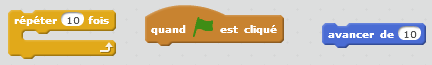 répéter 10 fois
quand est cliqué
avancer de 10